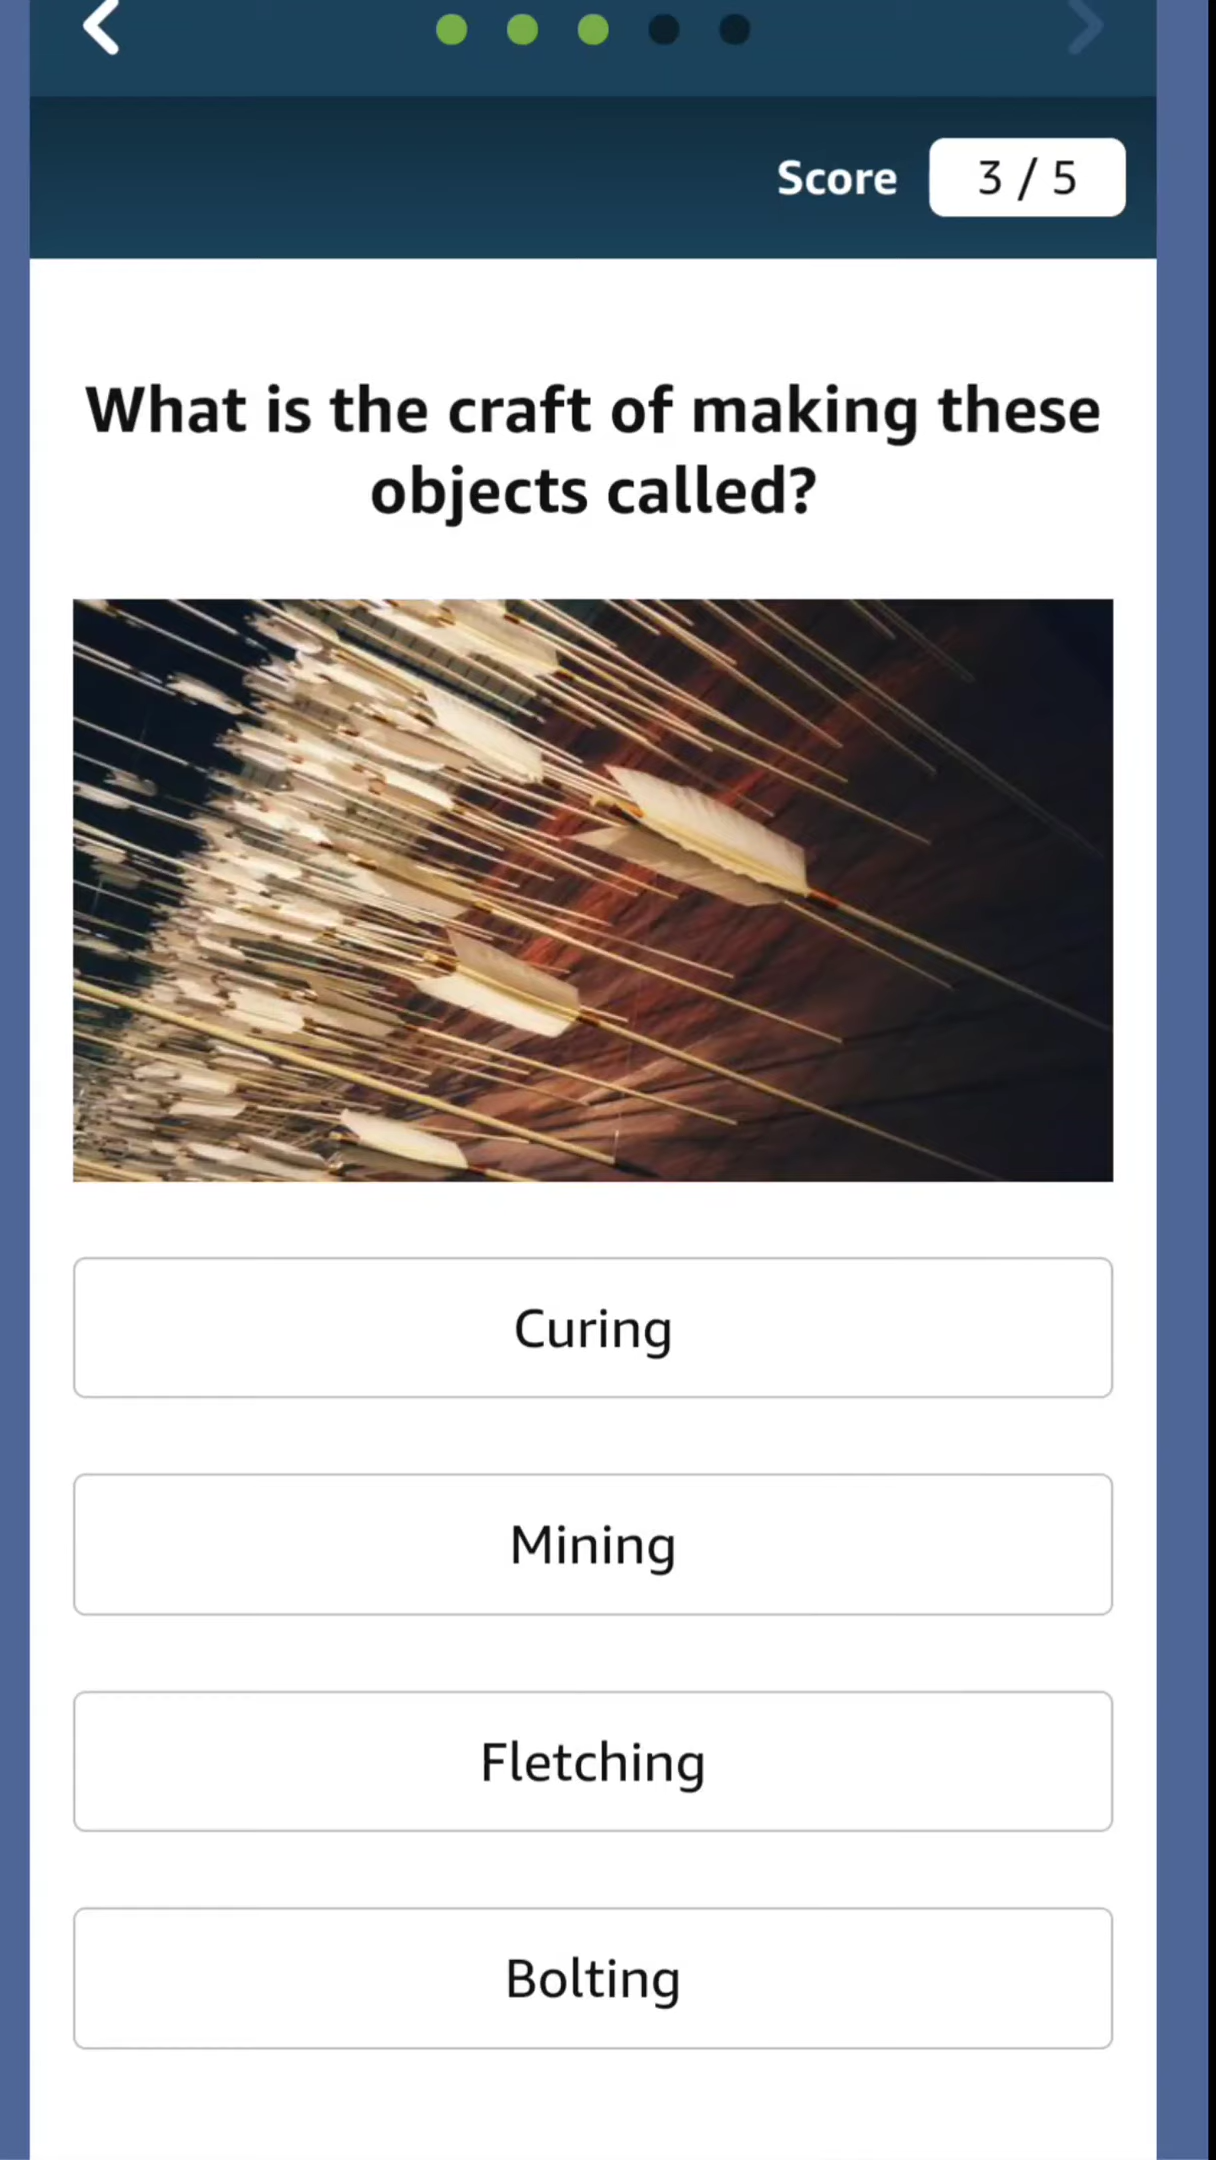 Score 3 / 5
What is the craft of making these
objects called?
Curing
Mining
Fletching
Bolting